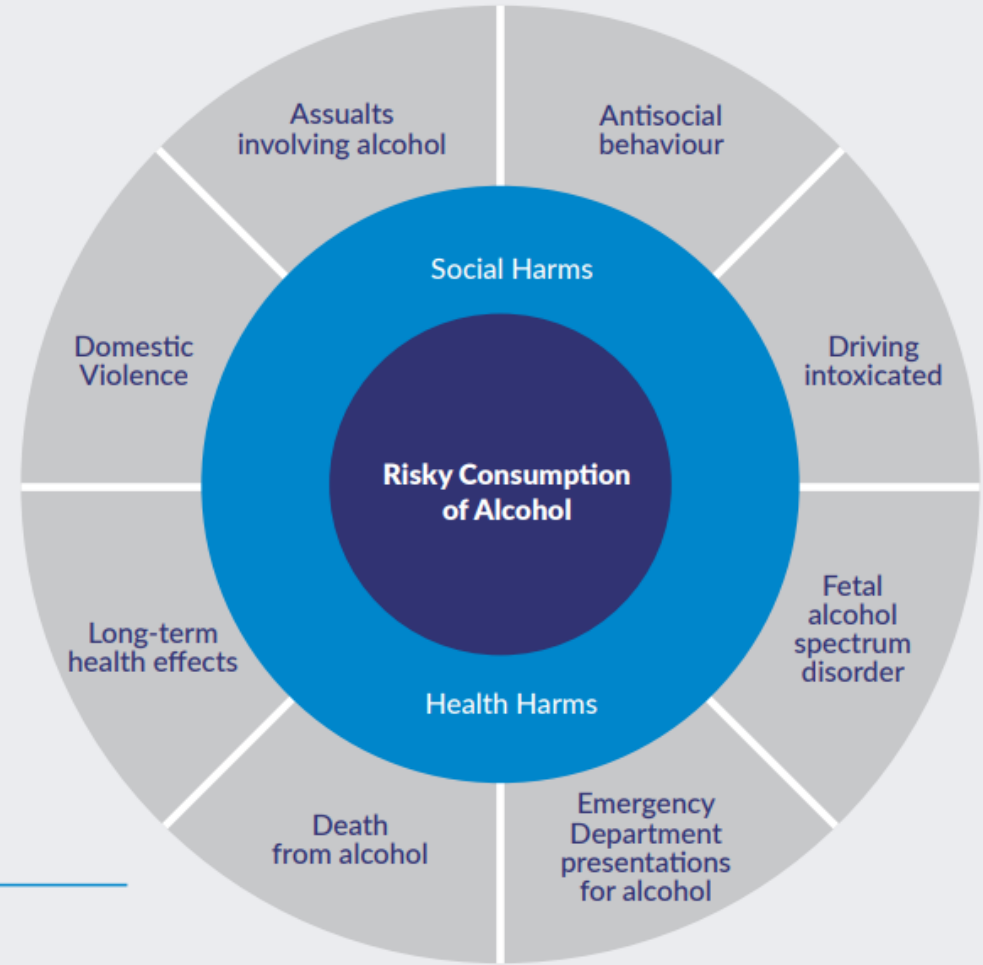 Assualts
involving alcohol
Antisocial
behaviour
Social Harms
Domestic
Violence
Driving
intoxicated
Risky Consumption
of Alcohol
Fetal
alcohol
spectrum
disorder
Long-term
health effects
Health Harms
Death
from alcohol
Emergency
Department
presentations
for alcohol